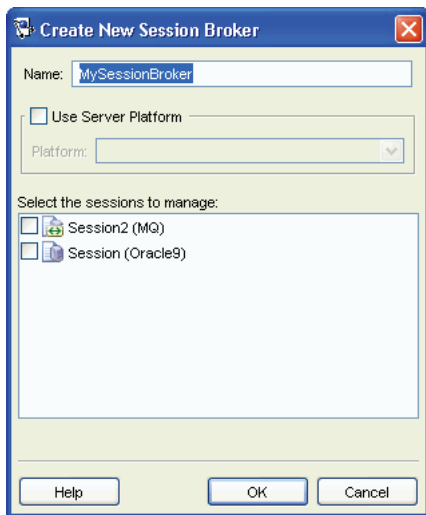 Create New Session Broker
Name: MySessionBroker
Use Server Platform
Platform:
Select the sessions to manage:
Session2 (MQ)
Session (Oracle9)
Help OK Cancel